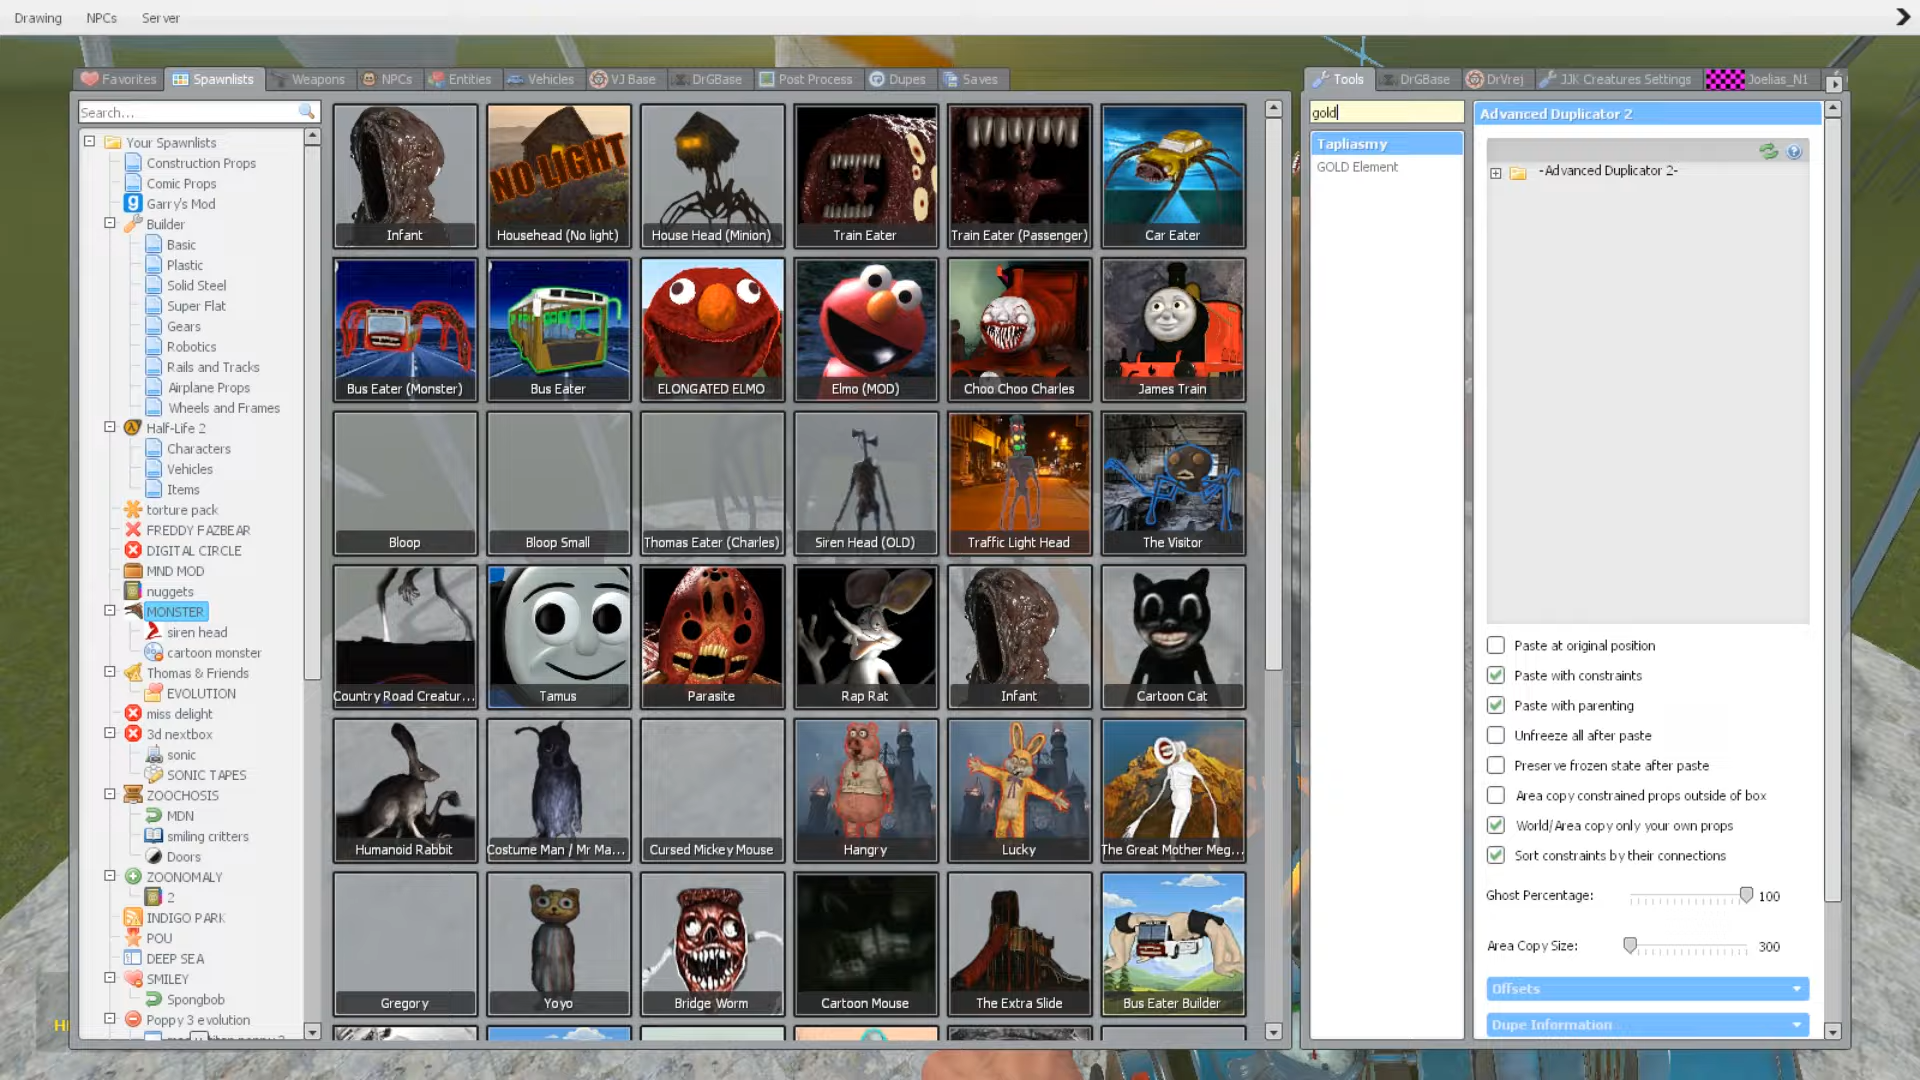 Drawing NPCs Server
Favorites Spawnlists Weapons NPCs Entities Vehicles VJ Base DrGBase Post Process Dupes Saves
Search...
Your Spawnlists
Construction Props
Comic Props
Garry's Mod
Builder
Basic
Plastic
Solid Steel
Super Flat
Gears
Robotics
Rails and Tracks
Airplane Props
Wheels and Frames
Half-Life 2
Characters
Vehicles
Items
torture pack
FREDDY FAZBEAR
DIGITAL CIRCLE
MND MOD
nuggets
MONSTER
siren head
cartoon monster
Thomas & Friends
EVOLUTION
miss delight
3d nextbox
sonic
SONIC TAPES
ZOOCHOSIS
MDN
smiling critters
Doors
ZOONOMALY
2
INDIGO PARK
POU
DEEP SEA
SMILEY
Spongbob
Poppy 3 evolution
NO LIGHT
Infant Househead (No light) House Head (Minion) Train Eater Train Eater (Passenger) Car Eater
Bus Eater (Monster) Bus Eater ELONGATED ELMO Elmo (MOD) Choo Choo Charles James Train
Bloop Bloop Small Thomas Eater (Charles) Siren Head (OLD) Traffic Light Head The Visitor
Country Road Creatur... Tamus Parasite Rap Rat Infant Cartoon Cat
Humanoid Rabbit Costume Man / Mr Ma... Cursed Mickey Mouse Hangry Lucky The Great Mother Meg...
Gregory Yoyo Bridge Worm Cartoon Mouse The Extra Slide Bus Eater Builder
Tools DrGBase DrVrej JJK Creatures Settings Joelias_N1
gold
Tapliasmy
GOLD Element
Advanced Duplicator 2
-Advanced Duplicator 2-
Paste at original position
Paste with constraints
Paste with parenting
Unfreeze all after paste
Preserve frozen state after paste
Area copy constrained props outside of box
World/Area copy only your own props
Sort constraints by their connections
Ghost Percentage: 100
Area Copy Size: 300
Offsets
Dupe Information